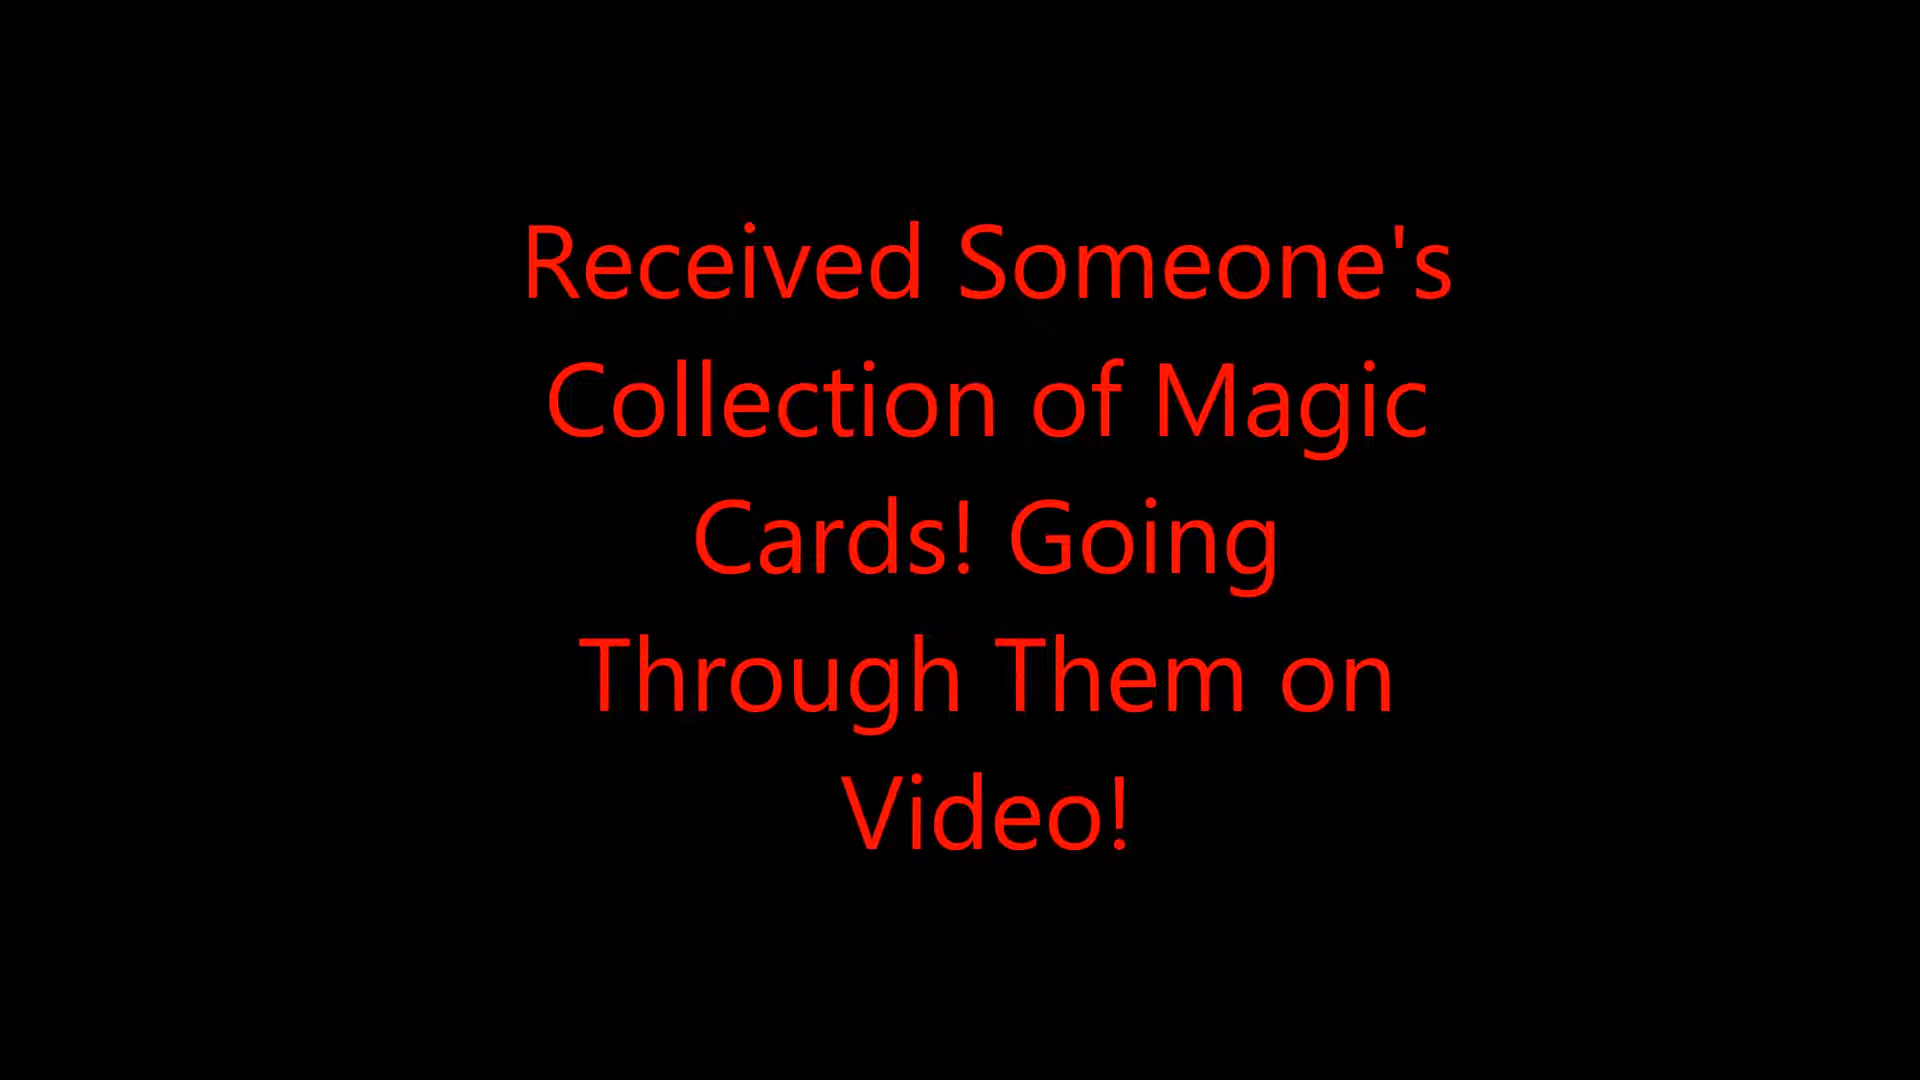 Received Someone's
Collection of Magic
Cards! Going
Through Them on
Video!